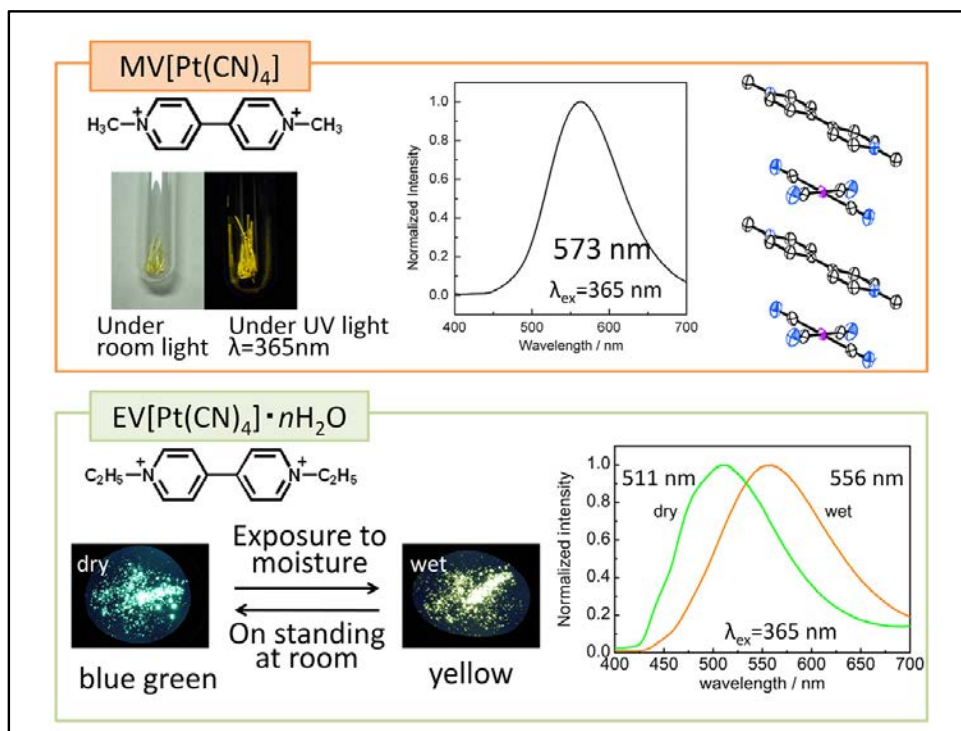 MV[Pt(CN)₄]
H₃C-N⁺
N⁺-CH₃
Under
room light
Under UV light
λ=365nm
Normalized Intensity
1.0
0.8
0.6
0.4
0.2
0.0
573 nm
λex=365 nm
400 500 600 700
Wavelength / nm
EV[Pt(CN)₄]・nH₂O
C₂H₅-N⁺
N⁺-C₂H₅
dry
blue green
Exposure to
moisture
On standing
at room
wet
yellow
Normalized intensity
1.0
0.8
0.6
0.4
0.2
0.0
511 nm
dry
556 nm
wet
λex=365 nm
400 450 500 550 600 650 700
wavelength / nm